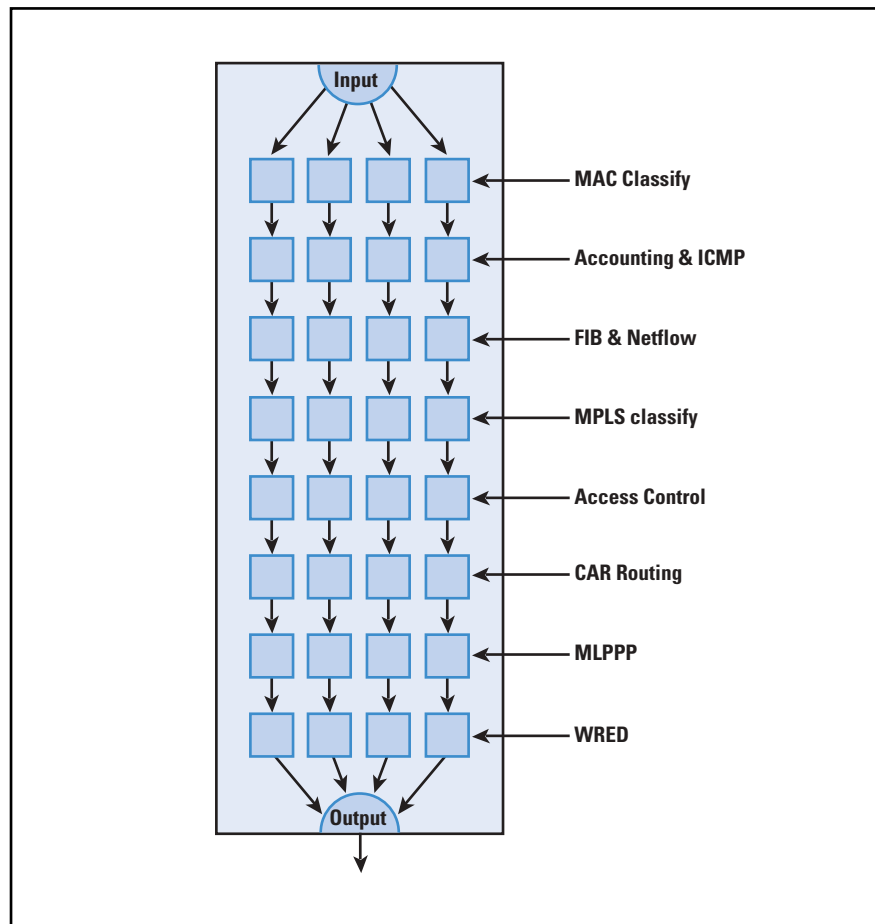 Input
MAC Classify
Accounting & ICMP
FIB & Netflow
MPLS classify
Access Control
CAR Routing
MLPPP
WRED
Output